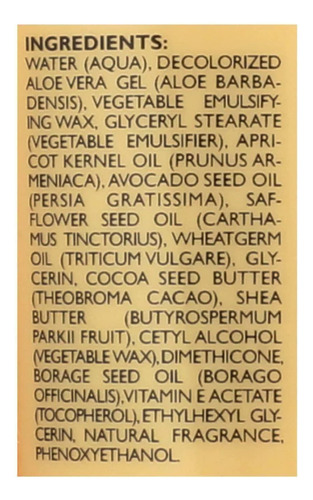 INGREDIENTS:
WATER (AQUA), DECOLORIZED
ALOE VERA GEL (ALOE BARBA-
DENSIS), VEGETABLE EMULSIFY-
ING WAX, GLYCERYL STEARATE
(VEGETABLE EMULSIFIER), APRI-
COT KERNEL OIL (PRUNUS AR-
MENIACA), AVOCADO SEED OIL
(PERSIA GRATISSIMA), SAF-
FLOWER SEED OIL (CARTHA-
MUS TINCTORIUS), WHEATGERM
OIL (TRITICUM VULGARE), GLY-
CERIN, COCOA SEED BUTTER
(THEOBROMA CACAO), SHEA
BUTTER (BUTYROSPERMUM
PARKII FRUIT), CETYL ALCOHOL
(VEGETABLE WAX), DIMETHICONE,
BORAGE SEED OIL (BORAGO
OFFICINALIS), VITAMIN E ACETATE
(TOCOPHEROL), ETHYLHEXYL GLY-
CERIN, NATURAL FRAGRANCE,
PHENOXYETHANOL.